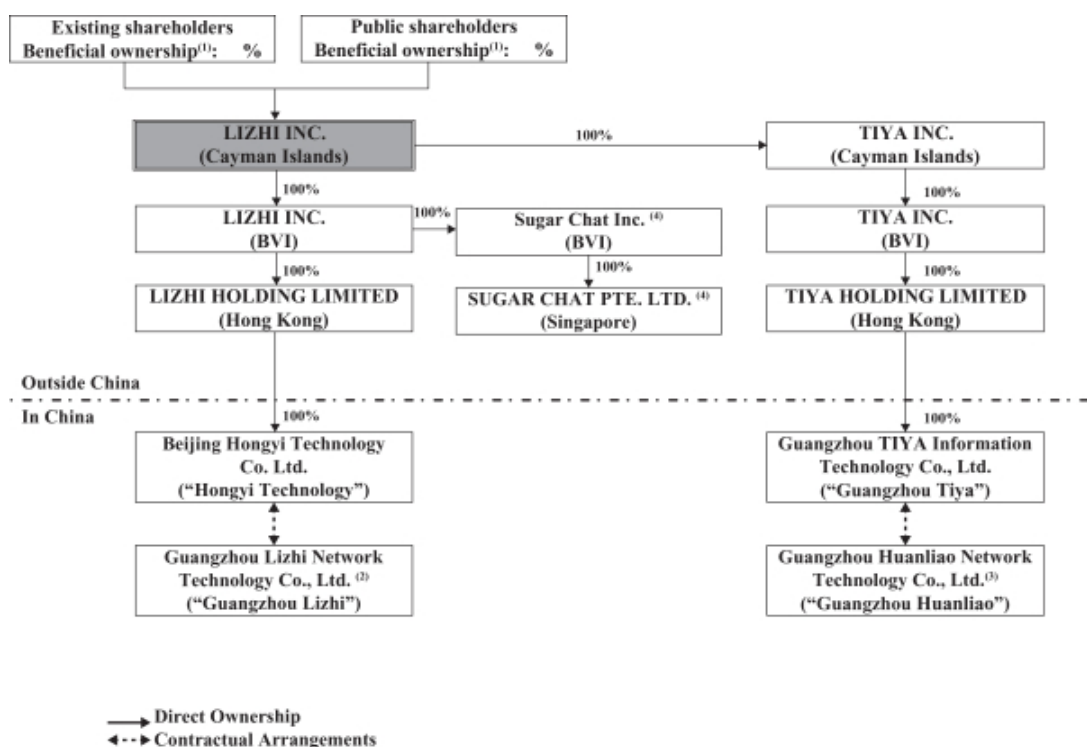 Existing shareholders
Beneficial ownership(1): %
Public shareholders
Beneficial ownership(1): %
LIZHI INC.
(Cayman Islands)
100%
TIYA INC.
(Cayman Islands)
100%
100%
LIZHI INC.
(BVI)
100%
Sugar Chat Inc. (4)
(BVI)
TIYA INC.
(BVI)
100%
100%
100%
LIZHI HOLDING LIMITED
(Hong Kong)
SUGAR CHAT PTE. LTD. (4)
(Singapore)
TIYA HOLDING LIMITED
(Hong Kong)
Outside China
In China
100%
100%
Beijing Hongyi Technology
Co. Ltd.
(“Hongyi Technology”)
Guangzhou TIYA Information
Technology Co., Ltd.
(“Guangzhou Tiya”)
Guangzhou Lizhi Network
Technology Co., Ltd. (2)
(“Guangzhou Lizhi”)
Guangzhou Huanliao Network
Technology Co., Ltd.(3)
(“Guangzhou Huanliao”)
Direct Ownership
Contractual Arrangements